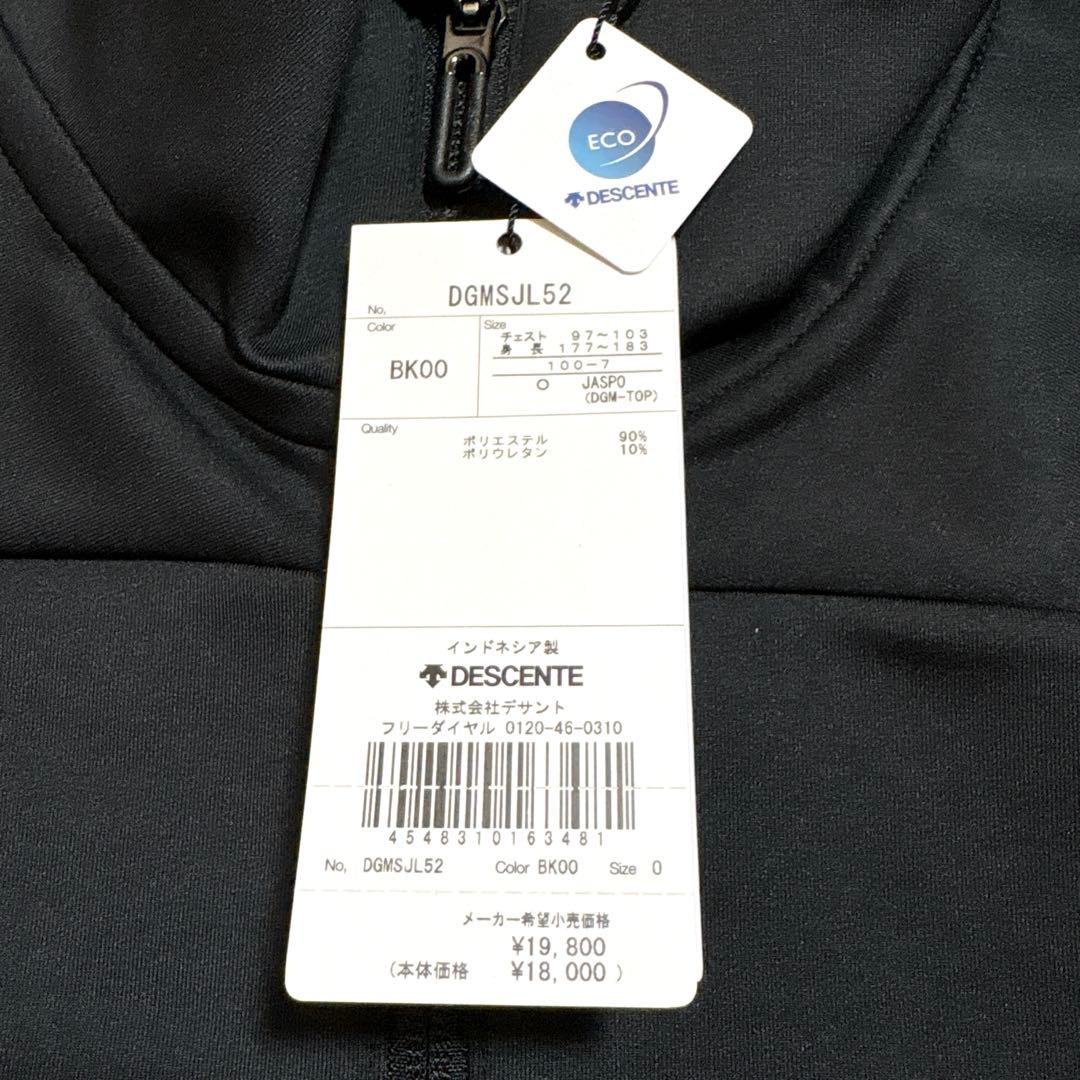 ECO
DESCENTE
No, DGMSJL52
Color
BK00
Size
チェスト 97〜103
身長 177〜183
100-7
O JASPO
(DGM-TOP)
Quality
ポリエステル 90%
ポリウレタン 10%
インドネシア製
DESCENTE
株式会社デサント
フリーダイヤル 0120-46-0310
4548310163481
No, DGMSJL52 Color BK00 Size O
メーカー希望小売価格
¥19,800
(本体価格 ¥18,000)